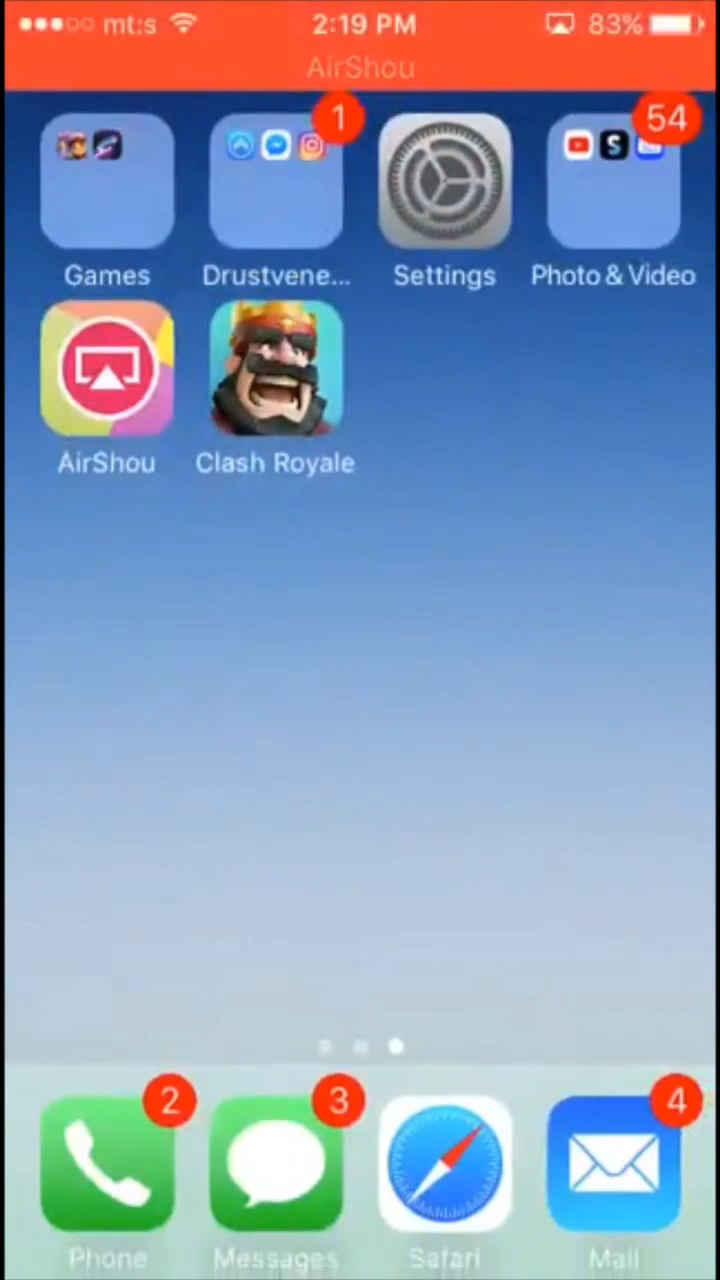 mt:s 2:19 PM 83%
AirShou
1 54
Games Drustvene... Settings Photo & Video
AirShou Clash Royale
2 3 4
Phone Messages Safari Mail